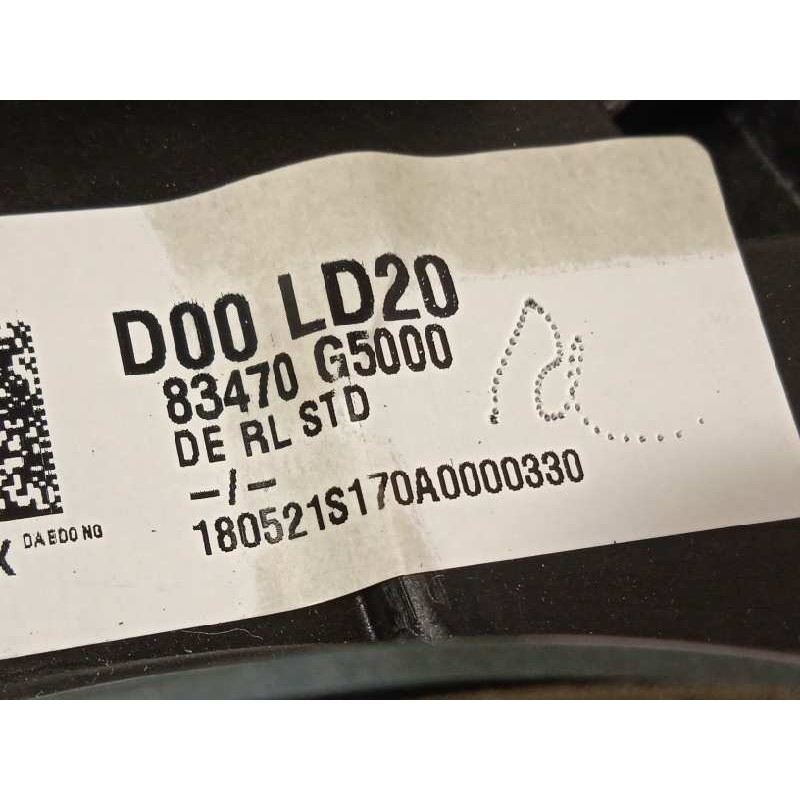 D00 LD20
83470 G5000
DE RL STD
-/-
180521S170A0000330
DAEDONG